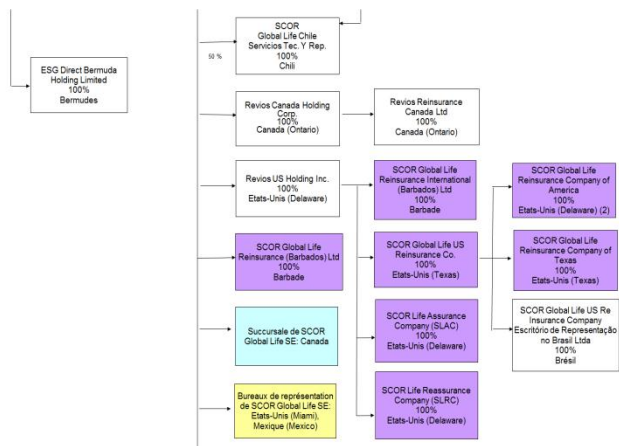 SCOR
Global Life Chile
Servicios Tec. Y Rep.
100%
Chili
50 %
ESG Direct Bermuda
Holding Limited
100%
Bermudes
Revios Canada Holding
Corp.
100%
Canada (Ontario)
Revios Reinsurance
Canada Ltd
100%
Canada (Ontario)
Revios US Holding Inc.
100%
Etats-Unis (Delaware)
SCOR Global Life
Reinsurance International
(Barbados) Ltd
100%
Barbade
SCOR Global Life
Reinsurance Company of
America
100%
Etats-Unis (Delaware) (2)
SCOR Global Life
Reinsurance (Barbados) Ltd
100%
Barbade
SCOR Global Life US
Reinsurance Co.
100%
Etats-Unis (Texas)
SCOR Global Life
Reinsurance Company of
Texas
100%
Etats-Unis (Texas)
Succursale de SCOR
Global Life SE: Canada
SCOR Life Assurance
Company (SLAC)
100%
Etats-Unis (Delaware)
SCOR Global Life US Re
Insurance Company
Escritório de Representação
no Brasil Ltda
100%
Brésil
Bureaux de représentation
de SCOR Global Life SE:
Etats-Unis (Miami),
Mexique (Mexico)
SCOR Life Reassurance
Company (SLRC)
100%
Etats-Unis (Delaware)